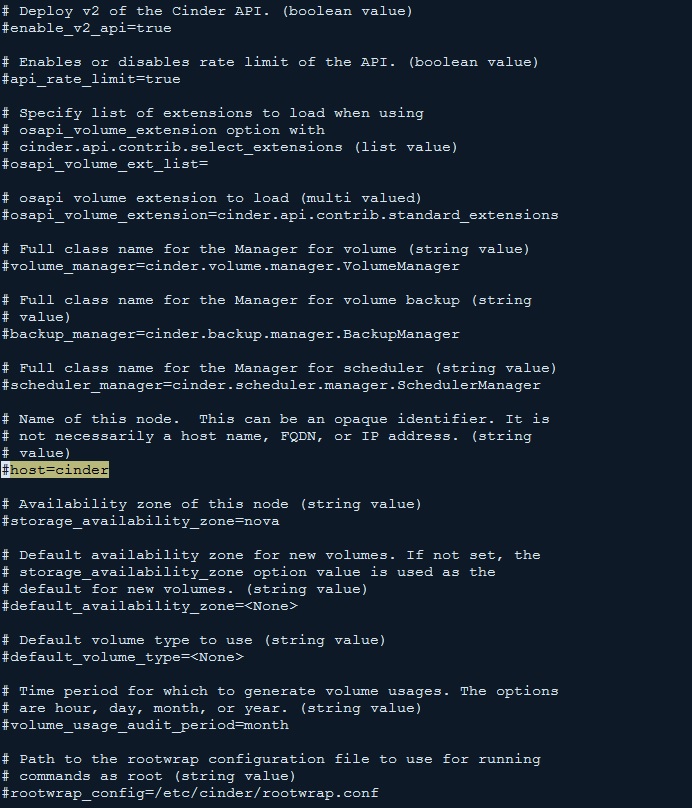 # Deploy v2 of the Cinder API. (boolean value)
#enable_v2_api=true
# Enables or disables rate limit of the API. (boolean value)
#api_rate_limit=true
# Specify list of extensions to load when using
# osapi_volume_extension option with
# cinder.api.contrib.select_extensions (list value)
#osapi_volume_ext_list=
# osapi volume extension to load (multi valued)
#osapi_volume_extension=cinder.api.contrib.standard_extensions
# Full class name for the Manager for volume (string value)
#volume_manager=cinder.volume.manager.VolumeManager
# Full class name for the Manager for volume backup (string
# value)
#backup_manager=cinder.backup.manager.BackupManager
# Full class name for the Manager for scheduler (string value)
#scheduler_manager=cinder.scheduler.manager.SchedulerManager
# Name of this node.  This can be an opaque identifier. It is
# not necessarily a host name, FQDN, or IP address. (string
# value)
#host=cinder
# Availability zone of this node (string value)
#storage_availability_zone=nova
# Default availability zone for new volumes. If not set, the
# storage_availability_zone option value is used as the
# default for new volumes. (string value)
#default_availability_zone=<None>
# Default volume type to use (string value)
#default_volume_type=<None>
# Time period for which to generate volume usages. The options
# are hour, day, month, or year. (string value)
#volume_usage_audit_period=month
# Path to the rootwrap configuration file to use for running
# commands as root (string value)
#rootwrap_config=/etc/cinder/rootwrap.conf